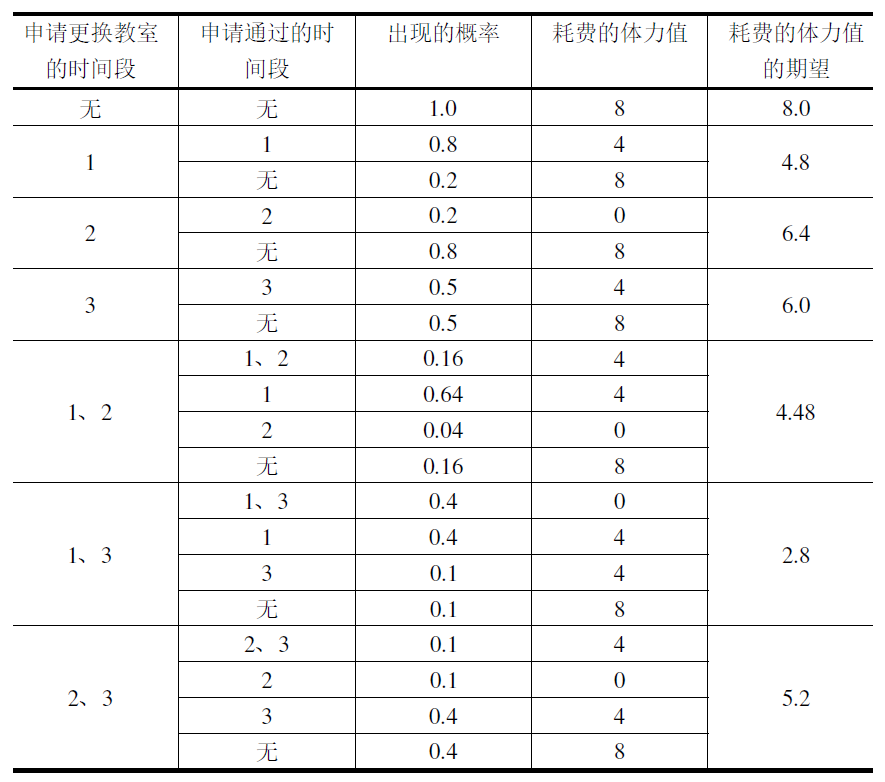 申请更换教室的时间段 申请通过的时间段 出现的概率 耗费的体力值 耗费的体力值的期望
无 无 1.0 8 8.0
1 1 0.8 4 4.8
无 0.2 8
2 2 0.2 0 6.4
无 0.8 8
3 3 0.5 4 6.0
无 0.5 8
1、2 1、2 0.16 4 4.48
1 0.64 4
2 0.04 0
无 0.16 8
1、3 1、3 0.4 0 2.8
1 0.4 4
3 0.1 4
无 0.1 8
2、3 2、3 0.1 4 5.2
2 0.1 0
3 0.4 4
无 0.4 8